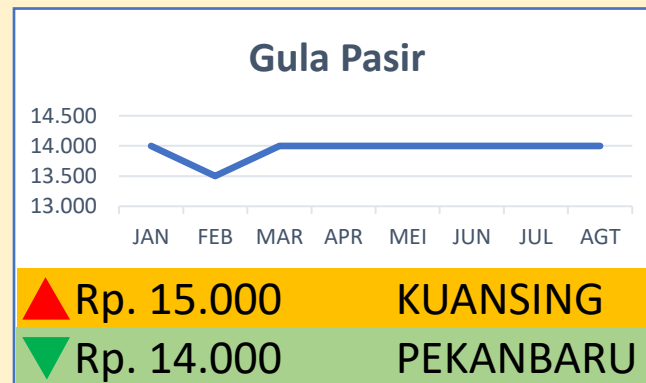 Gula Pasir
14.500
14.000
13.500
13.000
JAN FEB MAR APR MEI JUN JUL AGT
Rp. 15.000 KUANSING
Rp. 14.000 PEKANBARU